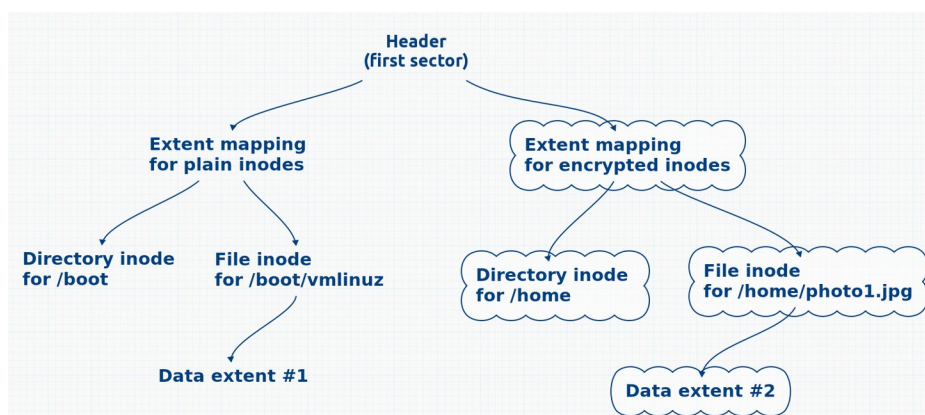 Header
(first sector)
Extent mapping
for plain inodes
Extent mapping
for encrypted inodes
Directory inode
for /boot
File inode
for /boot/vmlinuz
Directory inode
for /home
File inode
for /home/photo1.jpg
Data extent #1
Data extent #2